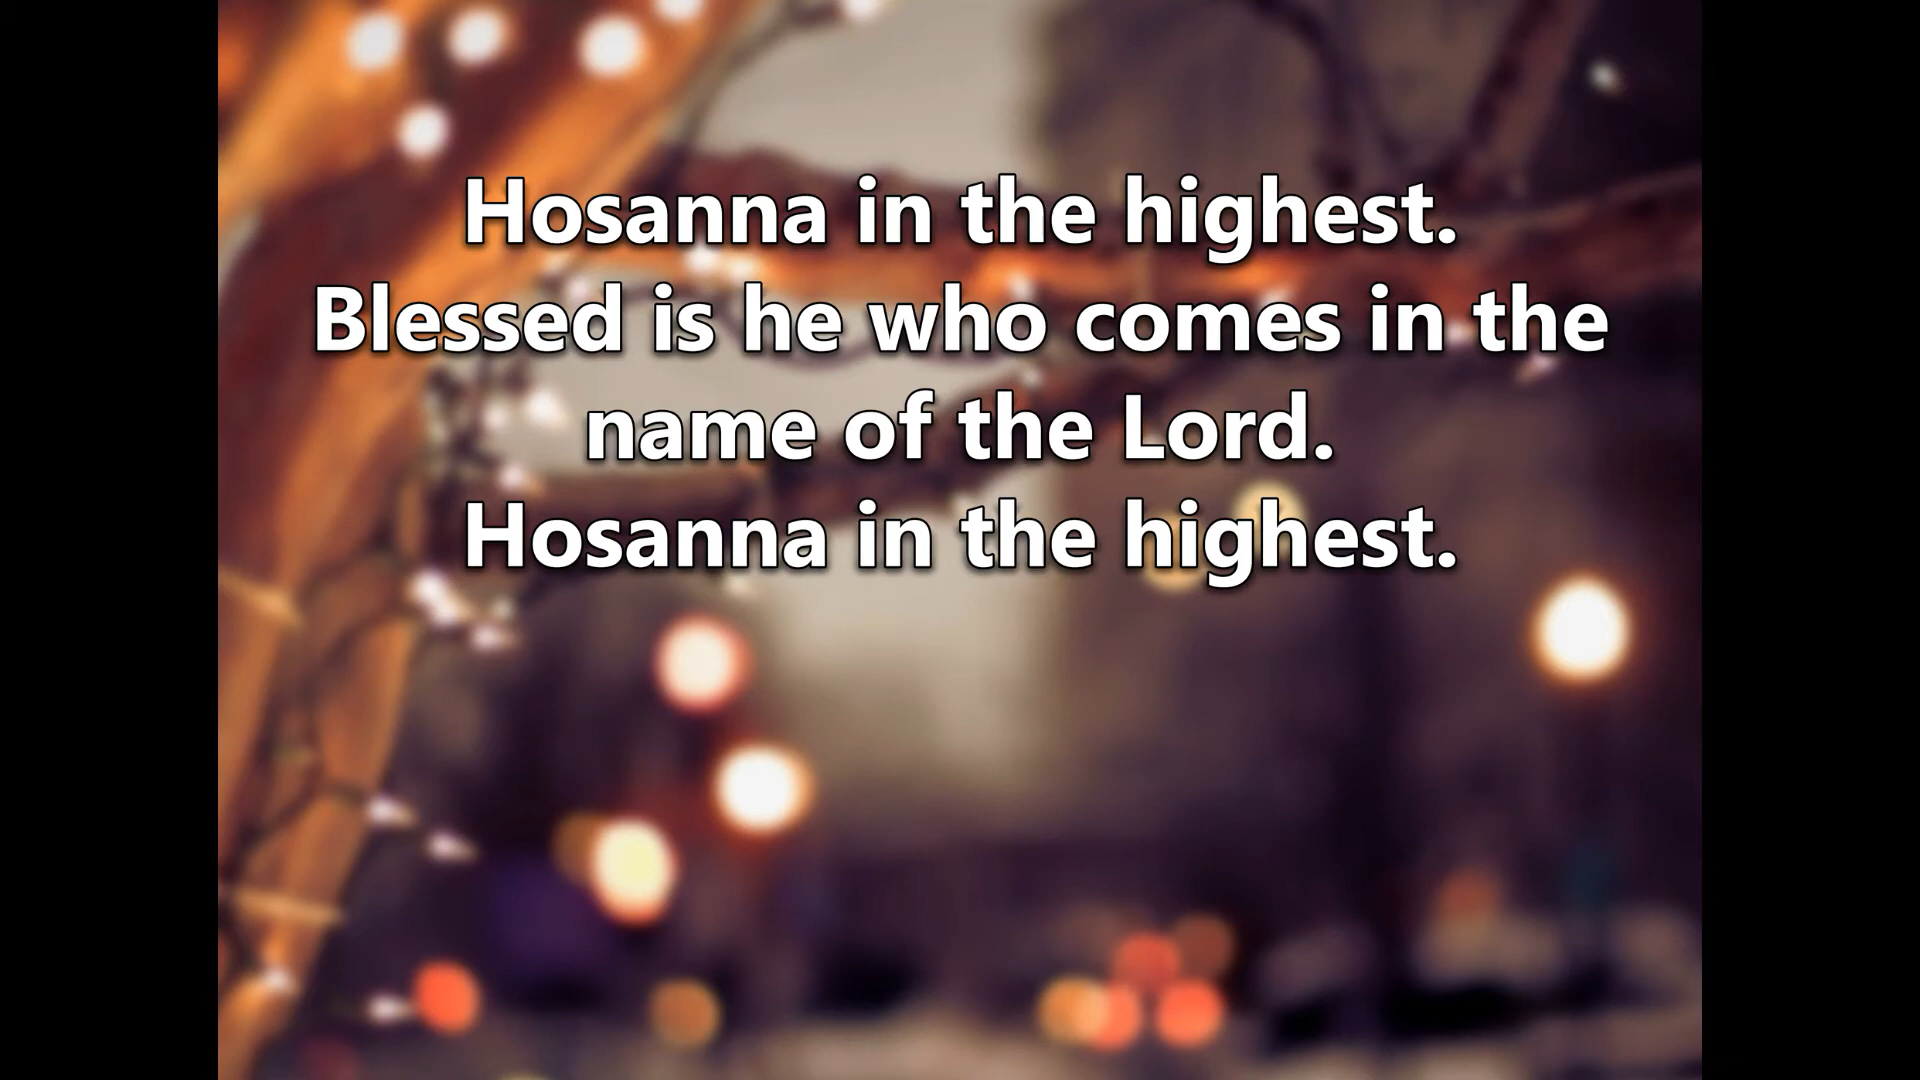 Hosanna in the highest.
Blessed is he who comes in the
name of the Lord.
Hosanna in the highest.